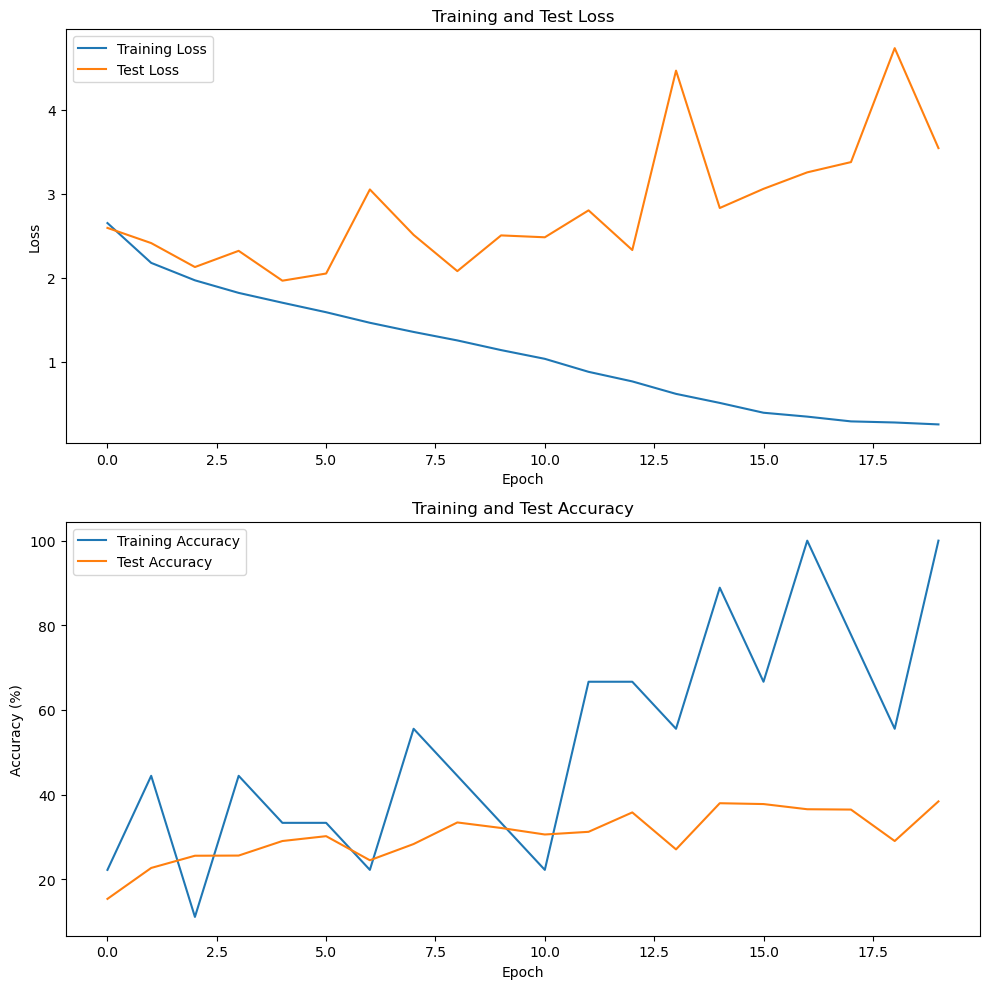 Training and Test Loss
Training Loss
Test Loss
4
3
2
1
Loss
0.0 2.5 5.0 7.5 10.0 12.5 15.0 17.5
Epoch
Training and Test Accuracy
Training Accuracy
Test Accuracy
100
80
60
40
20
Accuracy (%)
0.0 2.5 5.0 7.5 10.0 12.5 15.0 17.5
Epoch